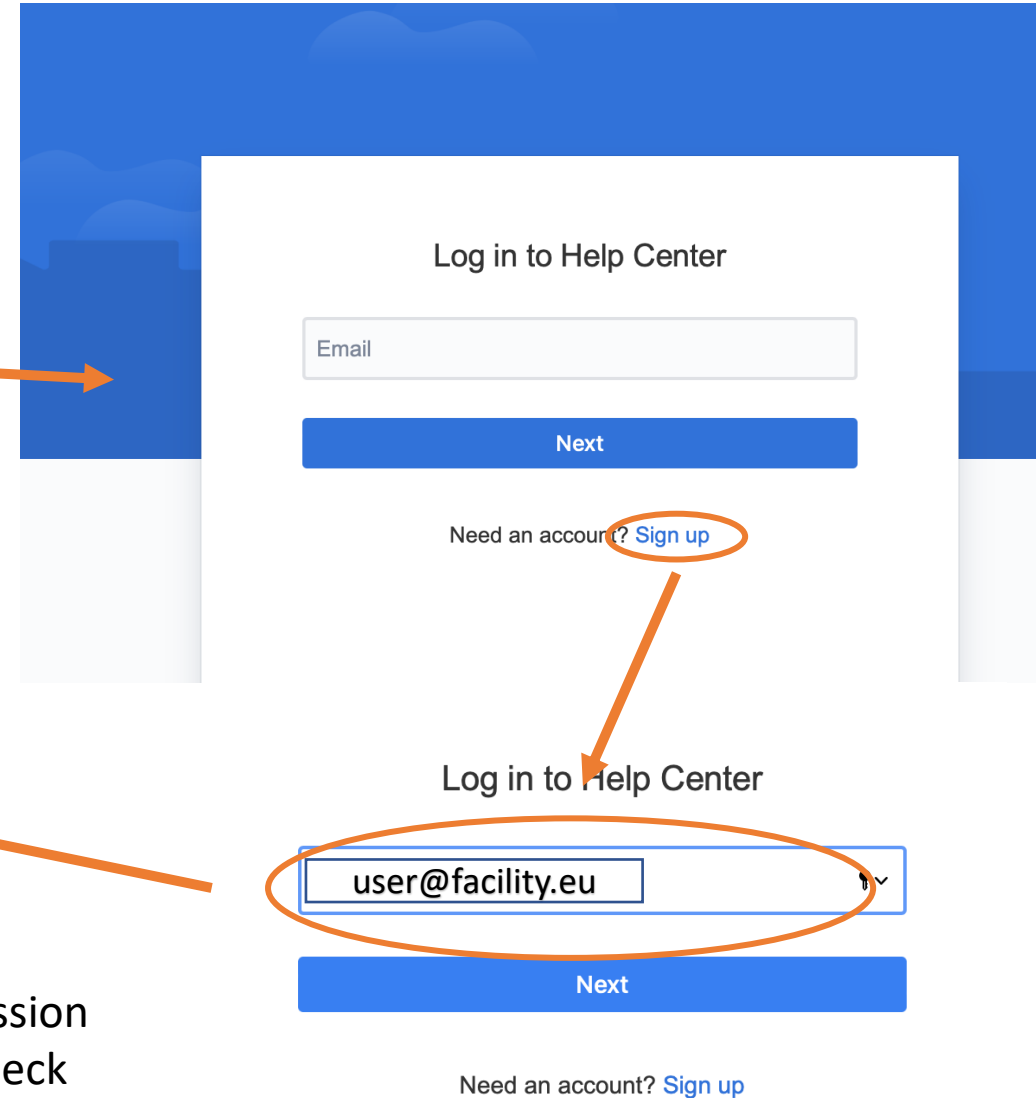 Log in to Help Center
Email
Next
Need an account? Sign up
Log in to Help Center
user@facility.eu
Next
Need an account? Sign up